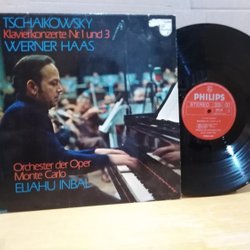 TSCHAIKOWSKY
Klavierkonzerte Nr.1 und 3
WERNER HAAS
Orchester der Oper
Monte Carlo
ELIAHU INBAL
PHILIPS
STEREO